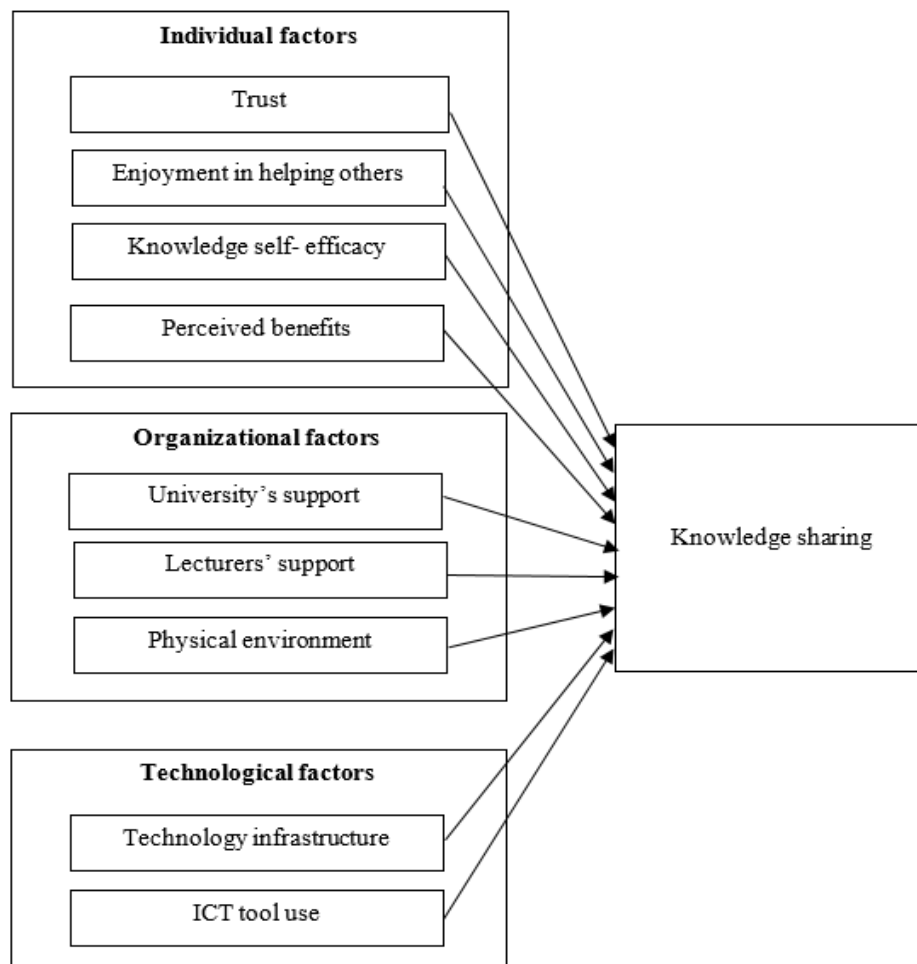 Individual factors
Trust
Enjoyment in helping others
Knowledge self- efficacy
Perceived benefits
Organizational factors
University’s support
Lecturers’ support
Physical environment
Knowledge sharing
Technological factors
Technology infrastructure
ICT tool use